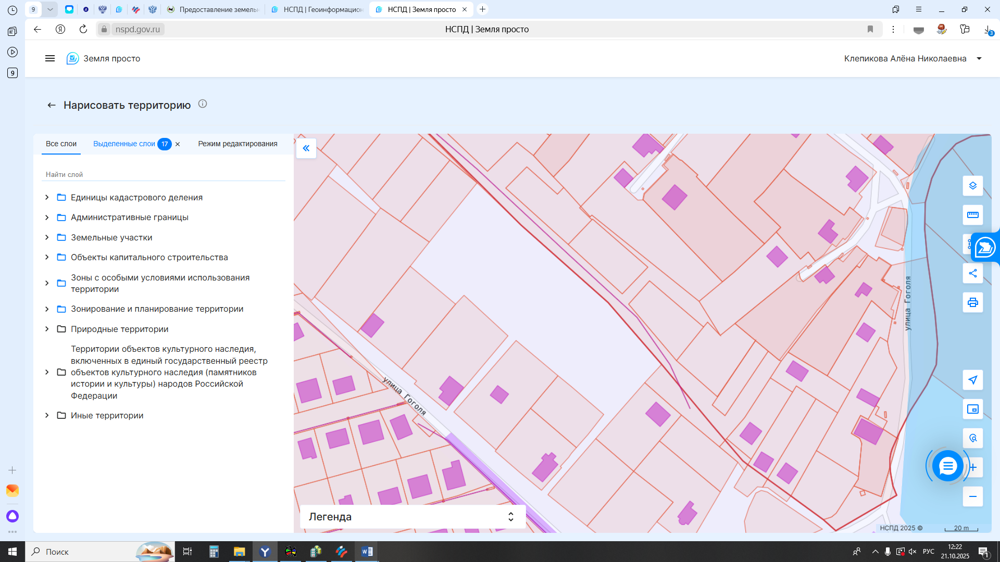 9
Предоставление земельн
НСПД | Геоинформацион
НСПД | Земля просто
nspd.gov.ru
НСПД | Земля просто
3
9
Земля просто
Клепикова Алёна Николаевна
Нарисовать территорию
Все слои
Выделенные слои 17
Режим редактирования
Найти слой
Единицы кадастрового деления
Административные границы
Земельные участки
Объекты капитального строительства
Зоны с особыми условиями использования
территории
Зонирование и планирование территории
Природные территории
Территории объектов культурного наследия,
включенных в единый государственный реестр
объектов культурного наследия (памятников
истории и культуры) народов Российской
Федерации
Иные территории
улица Гоголя
улица Гоголя
Легенда
НСПД 2025 ©
20 m
Поиск
РУС
12:22
21.10.2025
1